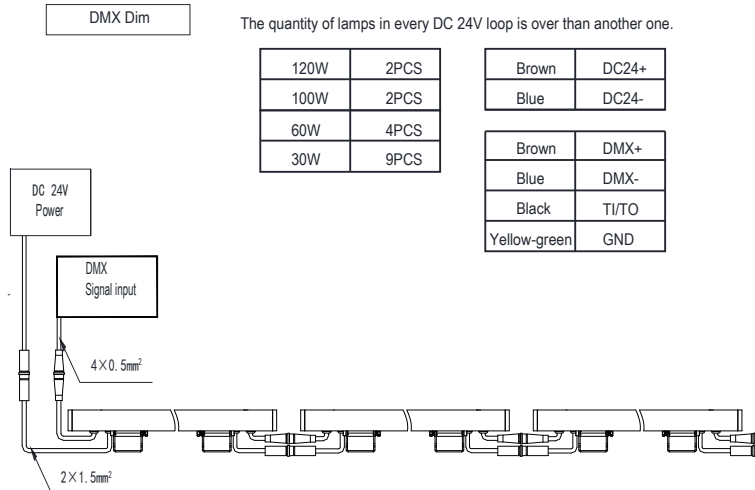 DMX Dim
The quantity of lamps in every DC 24V loop is over than another one.
120W 2PCS
100W 2PCS
60W 4PCS
30W 9PCS
Brown DC24+
Blue DC24-
Brown DMX+
Blue DMX-
Black TI/TO
Yellow-green GND
DC 24V
Power
DMX
Signal input
4×0.5mm²
2×1.5mm²